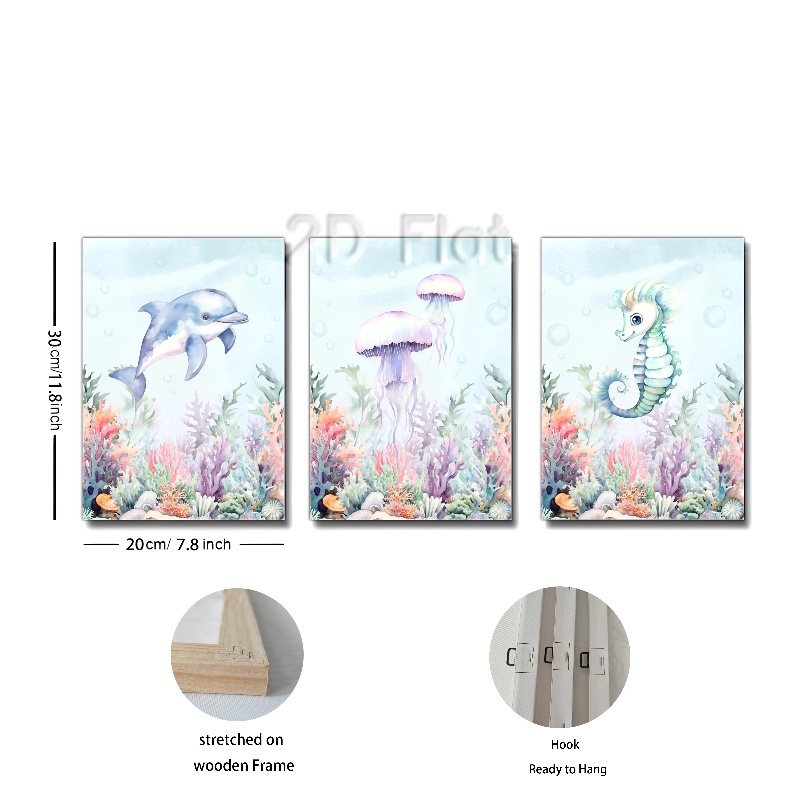 2D Flat
30cm/11.8inch
20cm/ 7.8 inch
stretched on
wooden Frame
Hook
Ready to Hang